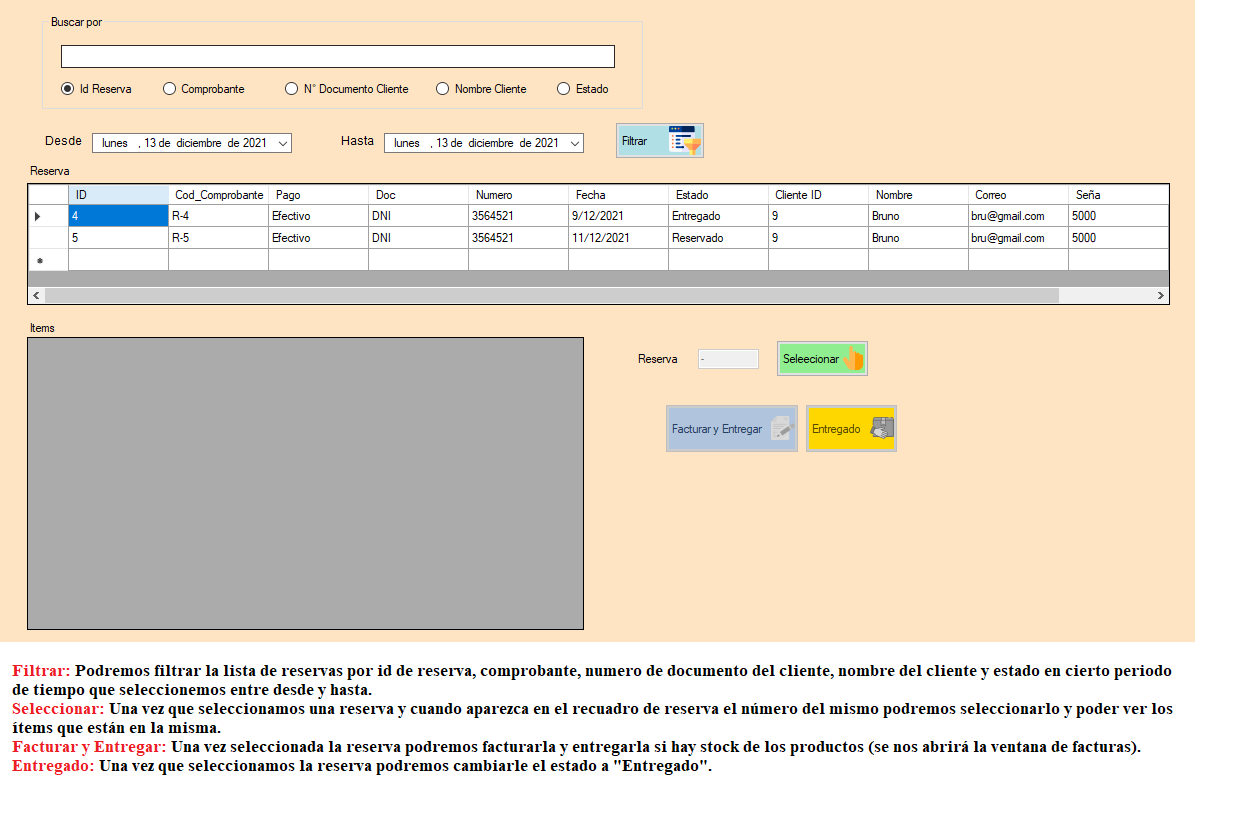 Buscar por
Id Reserva Comprobante N° Documento Cliente Nombre Cliente Estado
Desde lunes , 13 de diciembre de 2021 Hasta lunes , 13 de diciembre de 2021 Filtrar
Reserva
ID Cod_Comprobante Pago Doc Numero Fecha Estado Cliente ID Nombre Correo Seña
4 R-4 Efectivo DNI 3564521 9/12/2021 Entregado 9 Bruno bru@gmail.com 5000
5 R-5 Efectivo DNI 3564521 11/12/2021 Reservado 9 Bruno bru@gmail.com 5000
Items
Reserva - Seleecionar
Facturar y Entregar Entregado
Filtrar: Podremos filtrar la lista de reservas por id de reserva, comprobante, numero de documento del cliente, nombre del cliente y estado en cierto periodo
de tiempo que seleccionemos entre desde y hasta.
Seleccionar: Una vez que seleccionamos una reserva y cuando aparezca en el recuadro de reserva el número del mismo podremos seleccionarlo y poder ver los
ítems que están en la misma.
Facturar y Entregar: Una vez seleccionada la reserva podremos facturarla y entregarla si hay stock de los productos (se nos abrirá la ventana de facturas).
Entregado: Una vez que seleccionamos la reserva podremos cambiarle el estado a "Entregado".